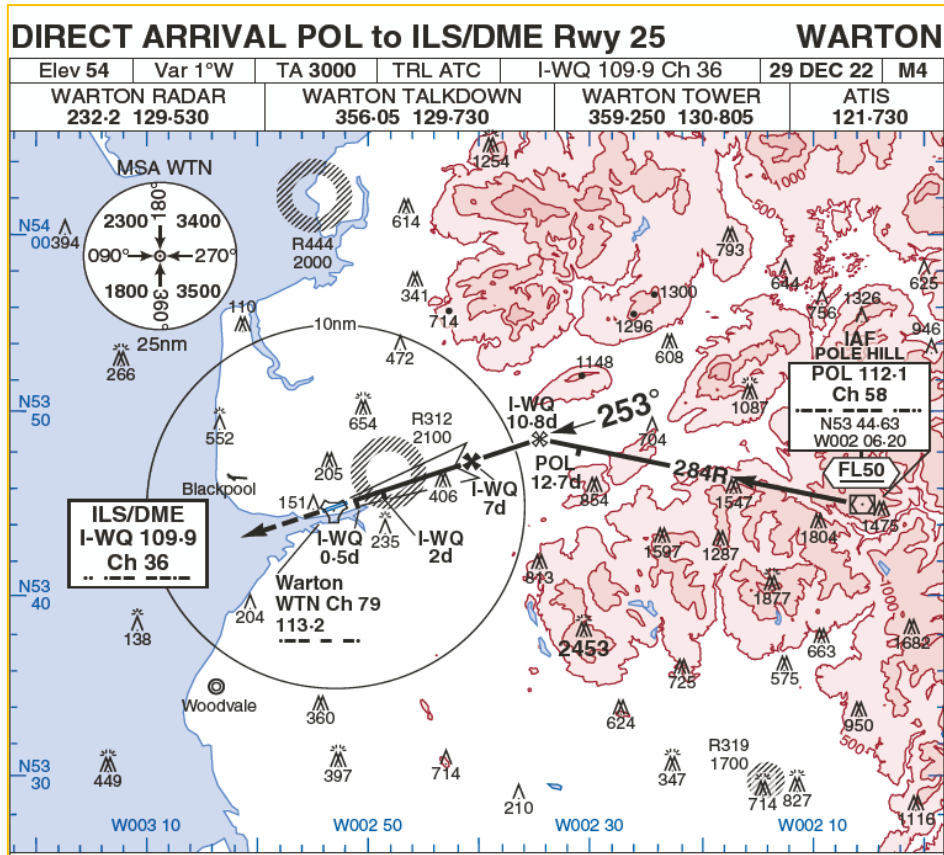 DIRECT ARRIVAL POL to ILS/DME Rwy 25 WARTON
Elev 54 Var 1°W TA 3000 TRL ATC I-WQ 109·9 Ch 36 29 DEC 22 M4
WARTON RADAR WARTON TALKDOWN WARTON TOWER ATIS
232·2 129·530 356·05 129·730 359·250 130·805 121·730
MSA WTN
180°
2300 3400
090° 270°
1800 3500
360°
25nm
N54
00
394
1254
1000
500
R444
2000
614
793
644
625
341
714
1300
1296
756
1326
946
110
266
10nm
472
608
IAF
POLE HILL
POL 112·1
Ch 58
N53 44·63
W002 06·20
FL50
1148
1087
N53
50
552
654
R312
2100
I-WQ
10·8d
253°
704
205
Blackpool
151
406
I-WQ
7d
POL
12·7d
854
284R
1547
1475
1804
ILS/DME
I-WQ 109·9
Ch 36
I-WQ
0·5d
235
I-WQ
2d
1597
1287
Warton
WTN Ch 79
113·2
813
1877
1000
N53
40
204
138
2453
663
1682
725
575
Woodvale
360
624
950
500
R319
1700
449
397
714
347
714
827
N53
30
210
1116
W003 10 W002 50 W002 30 W002 10